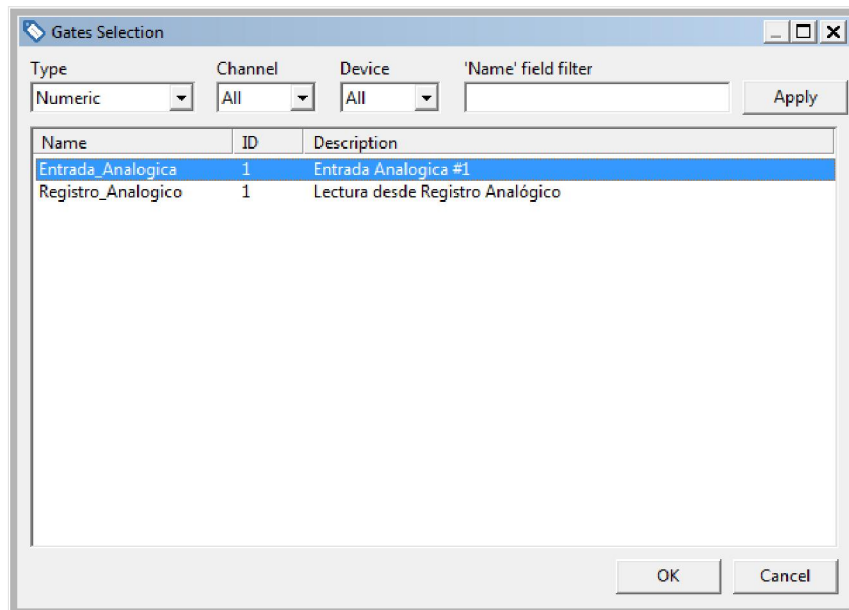 Gates Selection
Type Channel Device 'Name' field filter
Numeric All All Apply
Name ID Description
Entrada_Analogica 1 Entrada Analogica #1
Registro_Analogico 1 Lectura desde Registro Analógico
OK Cancel